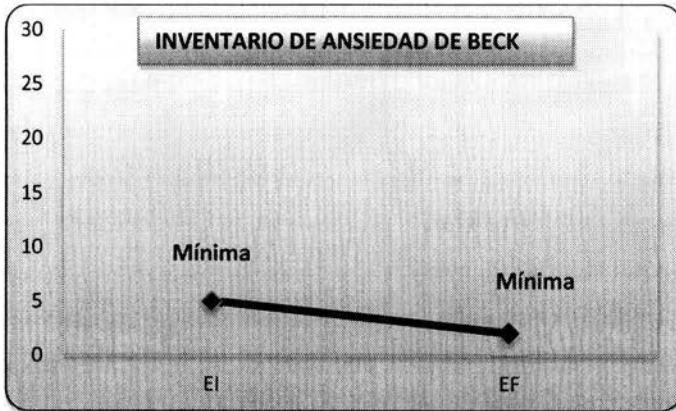 INVENTARIO DE ANSIEDAD DE BECK
30
25
20
15
10
5
0
Mínima
Mínima
EI
EF